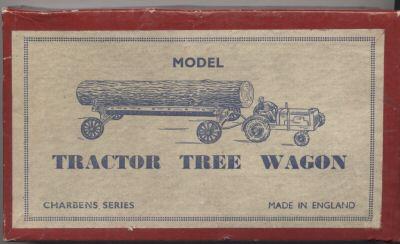 MODEL
TRACTOR TREE WAGON
CHARBENS SERIES MADE IN ENGLAND